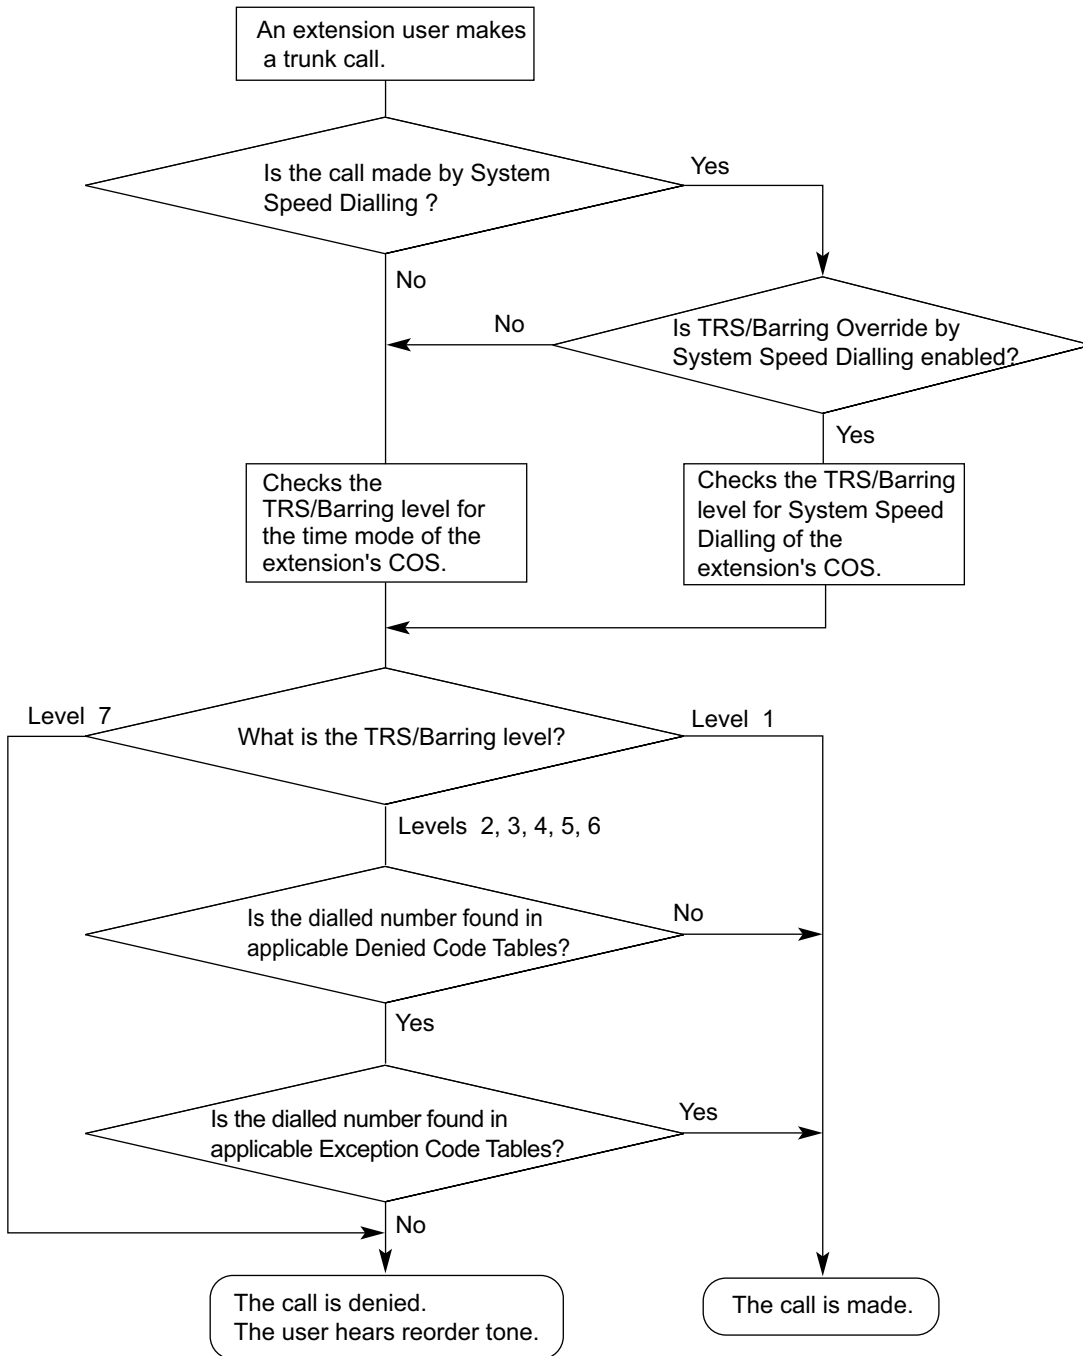 An extension user makes
a trunk call.
Is the call made by System
Speed Dialling ?
Yes
No
Is TRS/Barring Override by
System Speed Dialling enabled?
No
Yes
Checks the
TRS/Barring level for
the time mode of the
extension's COS.
Checks the TRS/Barring
level for System Speed
Dialling of the
extension's COS.
What is the TRS/Barring level?
Level 7
Level 1
Levels 2, 3, 4, 5, 6
Is the dialled number found in
applicable Denied Code Tables?
No
Yes
Is the dialled number found in
applicable Exception Code Tables?
Yes
No
The call is denied.
The user hears reorder tone.
The call is made.